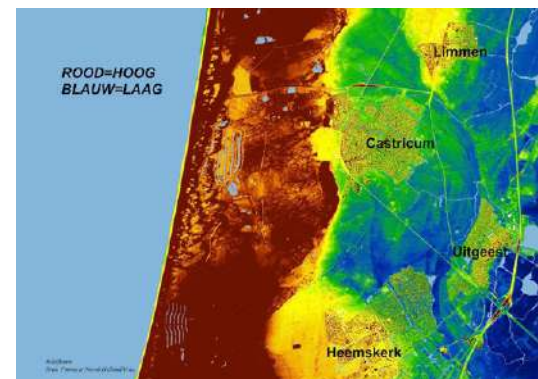 ROOD=HOOG
BLAUW=LAAG
Limmen
Castricum
Uitgeest
Heemskerk